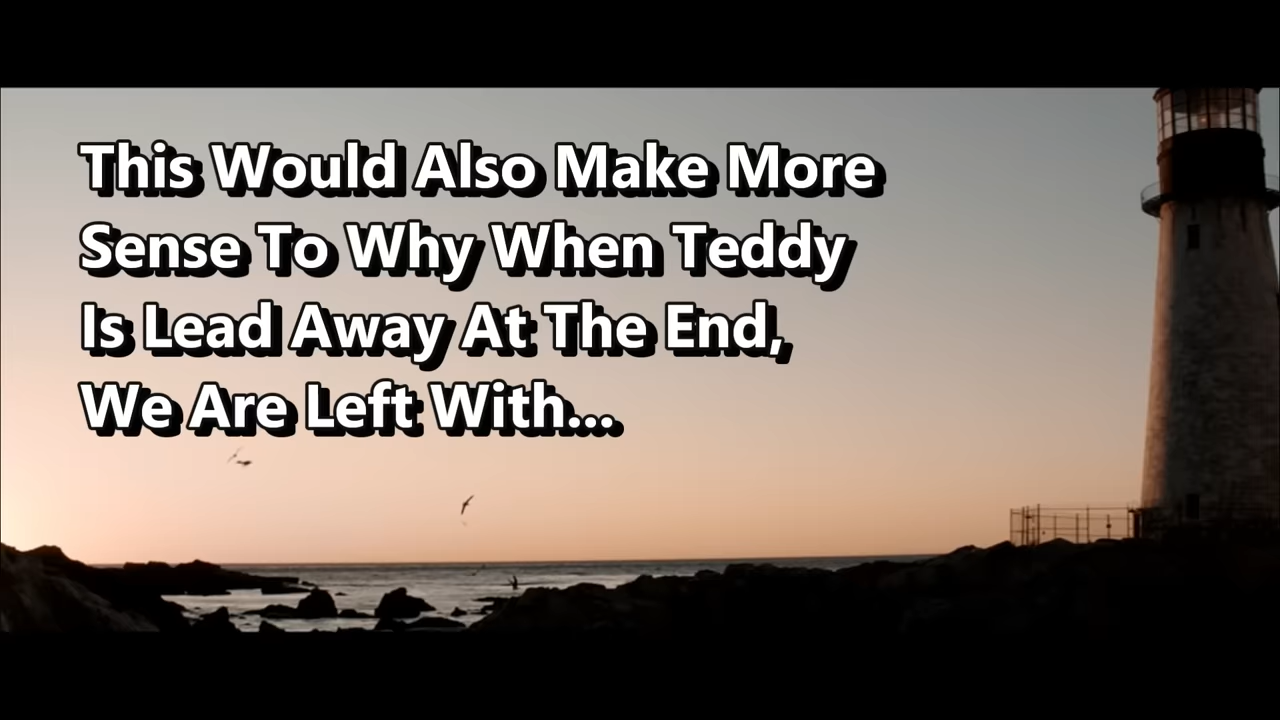 This Would Also Make More
Sense To Why When Teddy
Is Lead Away At The End,
We Are Left With...